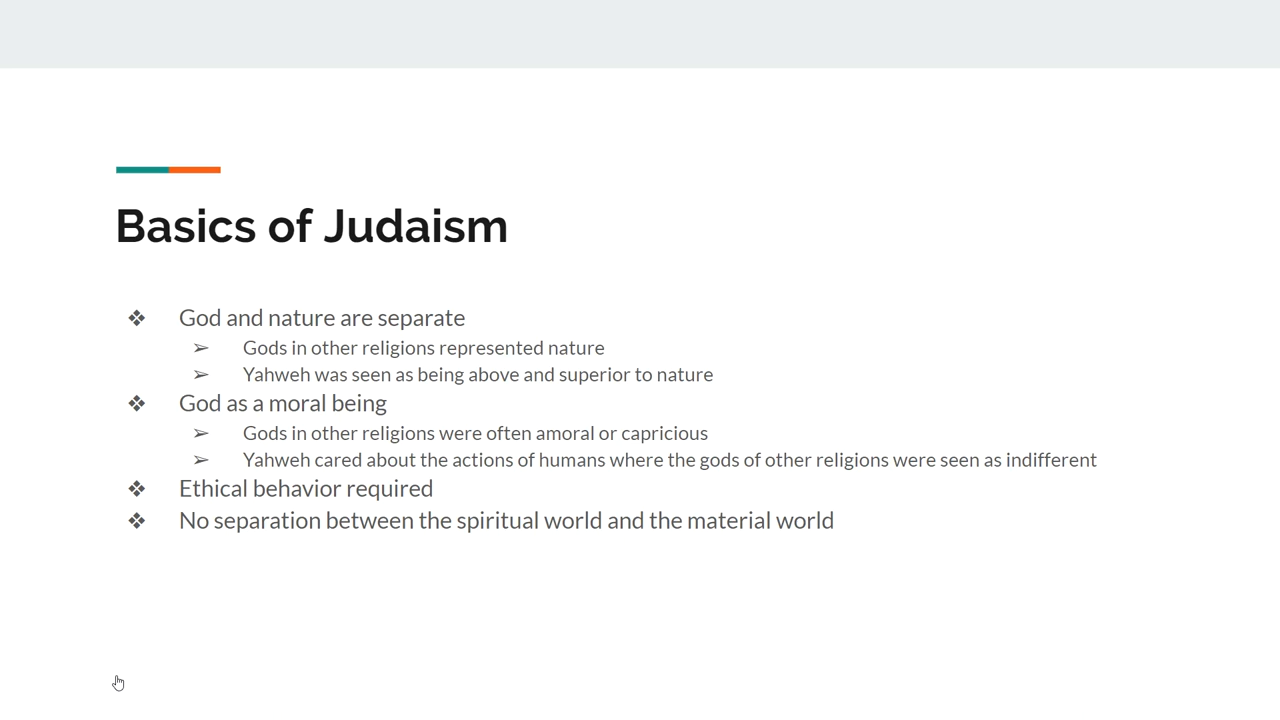 Basics of Judaism
❖ God and nature are separate
➢ Gods in other religions represented nature
➢ Yahweh was seen as being above and superior to nature
❖ God as a moral being
➢ Gods in other religions were often amoral or capricious
➢ Yahweh cared about the actions of humans where the gods of other religions were seen as indifferent
❖ Ethical behavior required
❖ No separation between the spiritual world and the material world